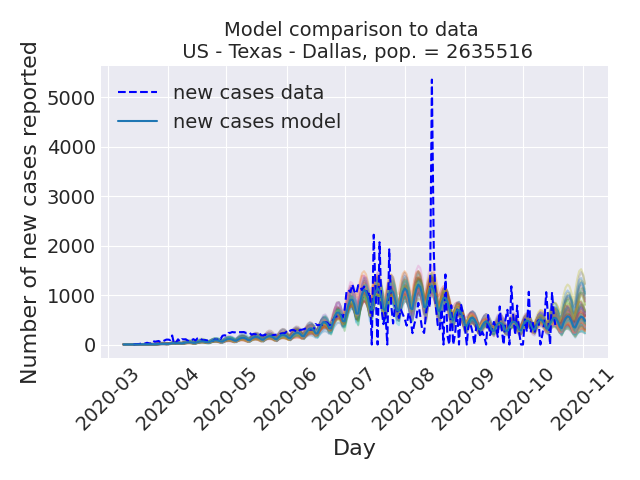 Model comparison to data
US - Texas - Dallas, pop. = 2635516
Number of new cases reported
5000
4000
3000
2000
1000
0
new cases data
new cases model
2020-03
2020-04
2020-05
2020-06
2020-07
2020-08
2020-09
2020-10
2020-11
Day